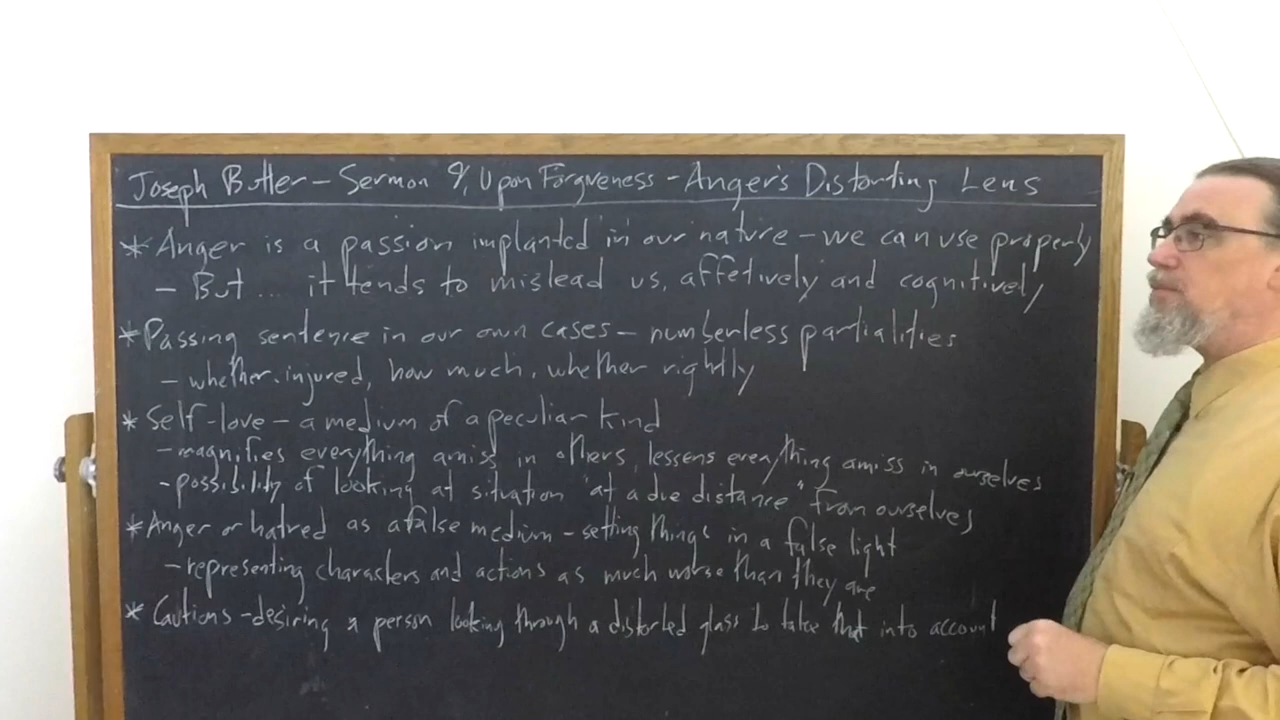 Joseph Butler - Sermon 9, Upon Forgiveness - Anger's Distorting Lens
* Anger is a passion implanted in our nature - we can use properly
- But ... it tends to mislead us, affetively and cognitively
* Passing sentence in our own cases - numberless partialities
- whether injured, how much, whether rightly
* Self-love - a medium of a peculiar kind
- magnifies everything amiss in others, lessens everything amiss in ourselves
- possibility of looking at situation "at a due distance" from ourselves
* Anger or hatred as a false medium - setting things in a false light
- representing characters and actions as much worse than they are
* Cautions - desiring a person looking through a distorted glass to take that into account